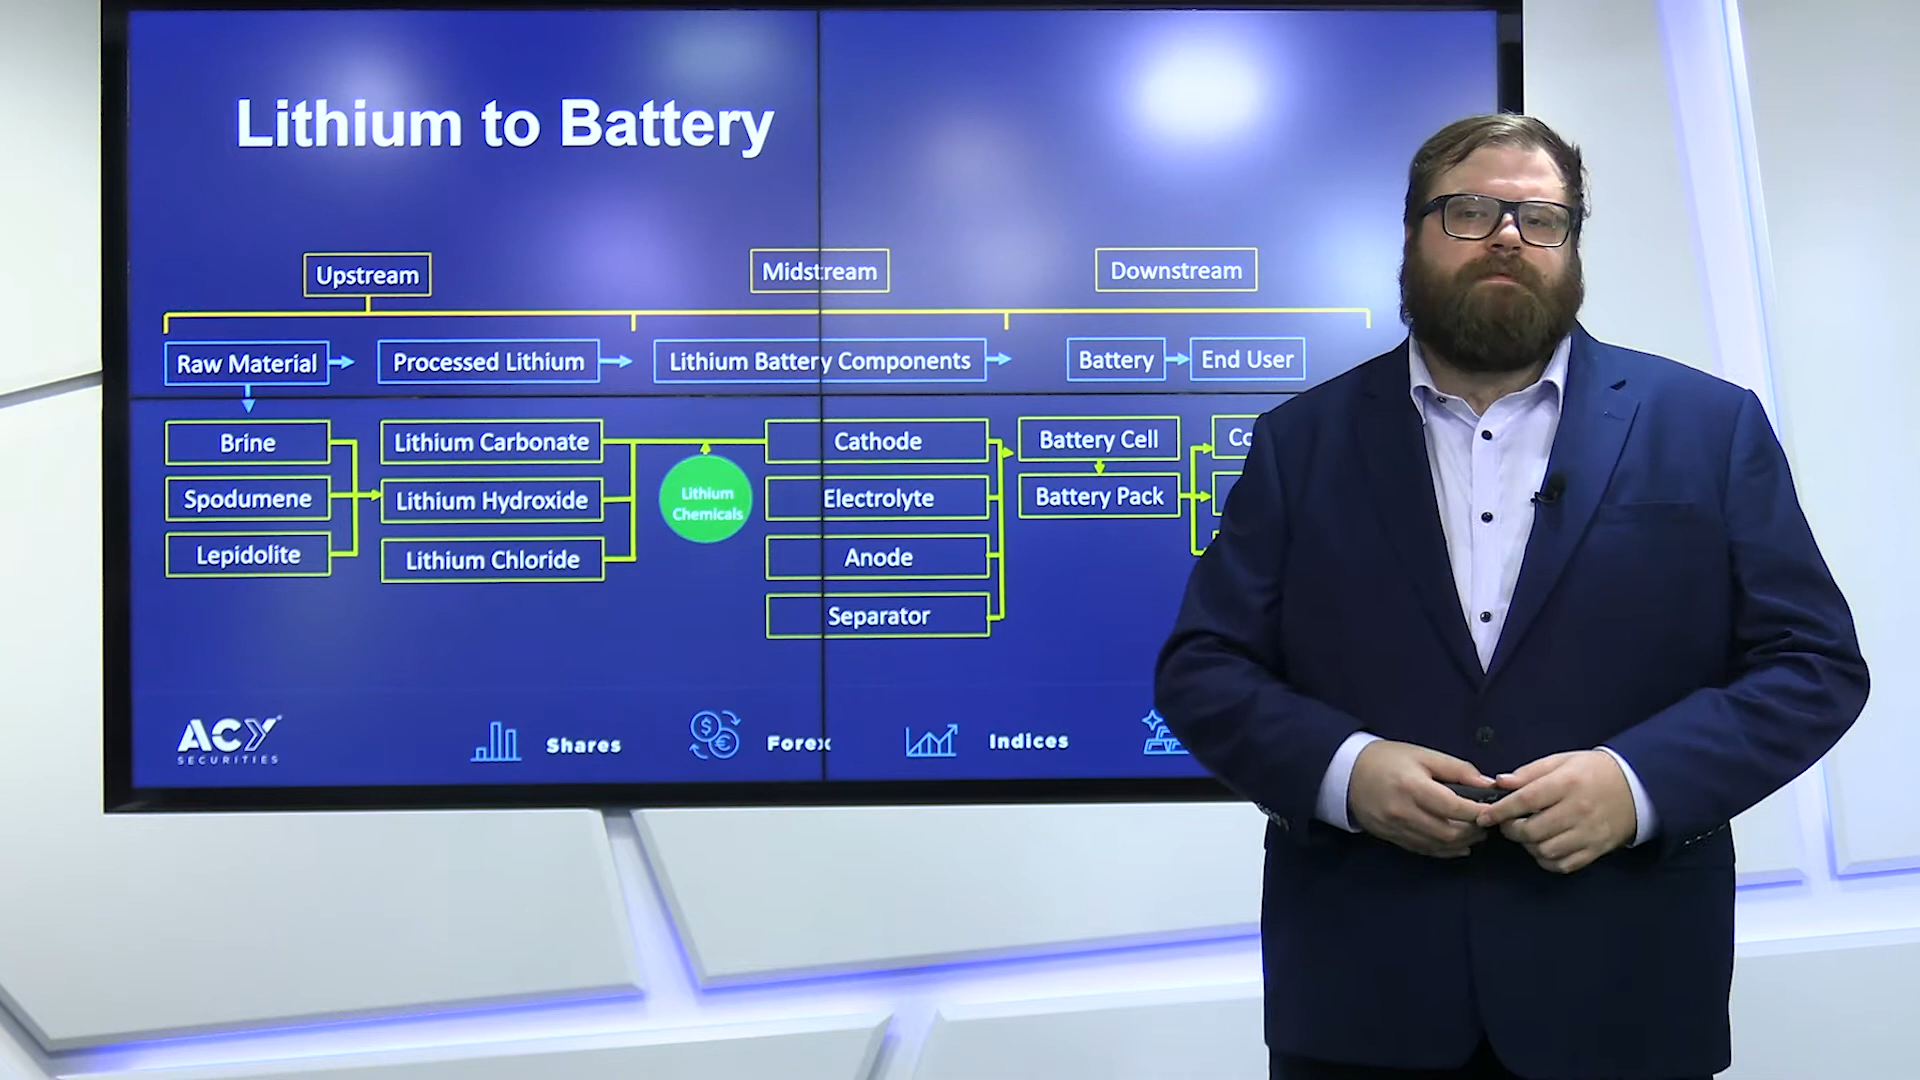 Lithium to Battery
Upstream
Midstream
Downstream
Raw Material
Processed Lithium
Lithium Battery Components
Battery
End User
Brine
Lithium Carbonate
Cathode
Battery Cell
Spodumene
Lithium Hydroxide
Lithium
Chemicals
Electrolyte
Battery Pack
Lepidolite
Lithium Chloride
Anode
Separator
ACY
SECURITIES
Shares
Forex
Indices